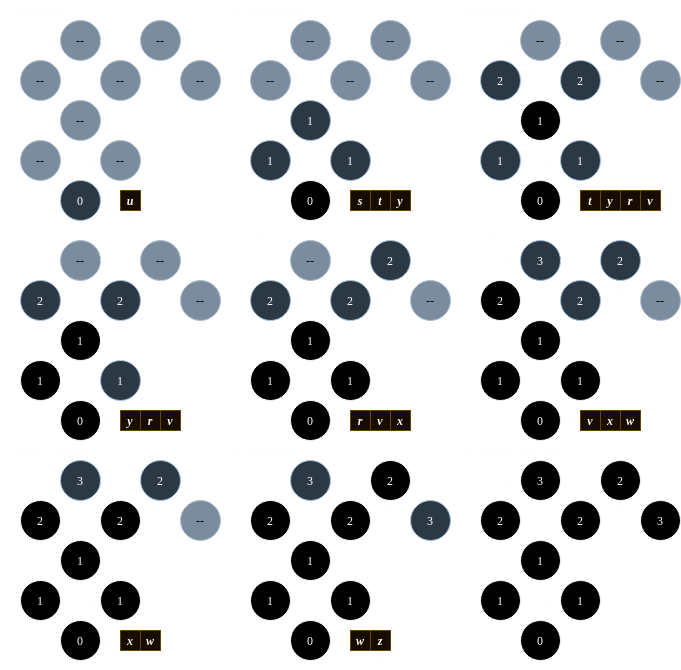 -- -- -- -- --
-- -- -- -- --
-- -- -- 1 -- 2 2 --
-- -- 1 1 1 1 1
0 u 0 s t y 0 t y r v
-- -- -- 2 3 2
2 2 -- 2 2 -- 2 2 --
1 1 1
1 1 1 1 1 1
0 y r v 0 r v x 0 v x w
3 2 3 2 3 2
2 2 -- 2 2 3 2 2 3
1 1 1
1 1 1 1 1 1
0 x w 0 w z 0